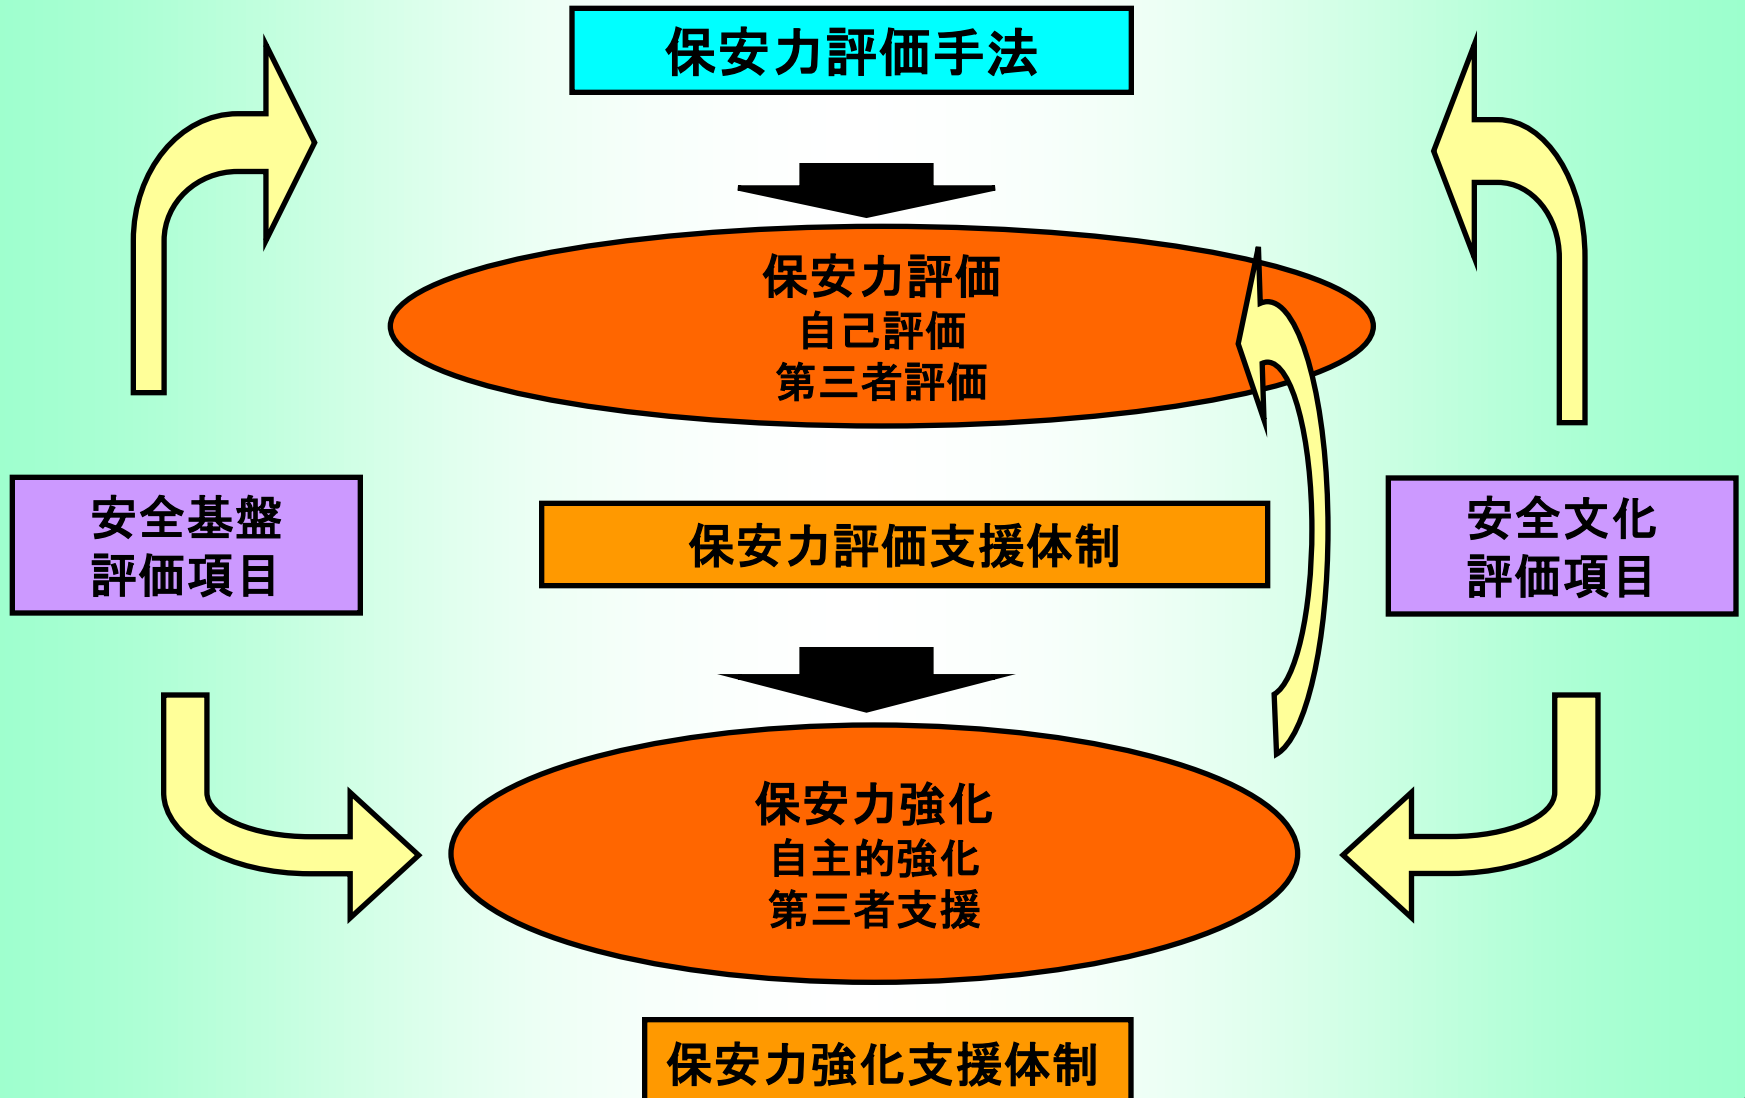 保安力評価手法
保安力評価
自己評価
第三者評価
安全基盤
評価項目
保安力評価支援体制
安全文化
評価項目
保安力強化
自主的強化
第三者支援
保安力強化支援体制